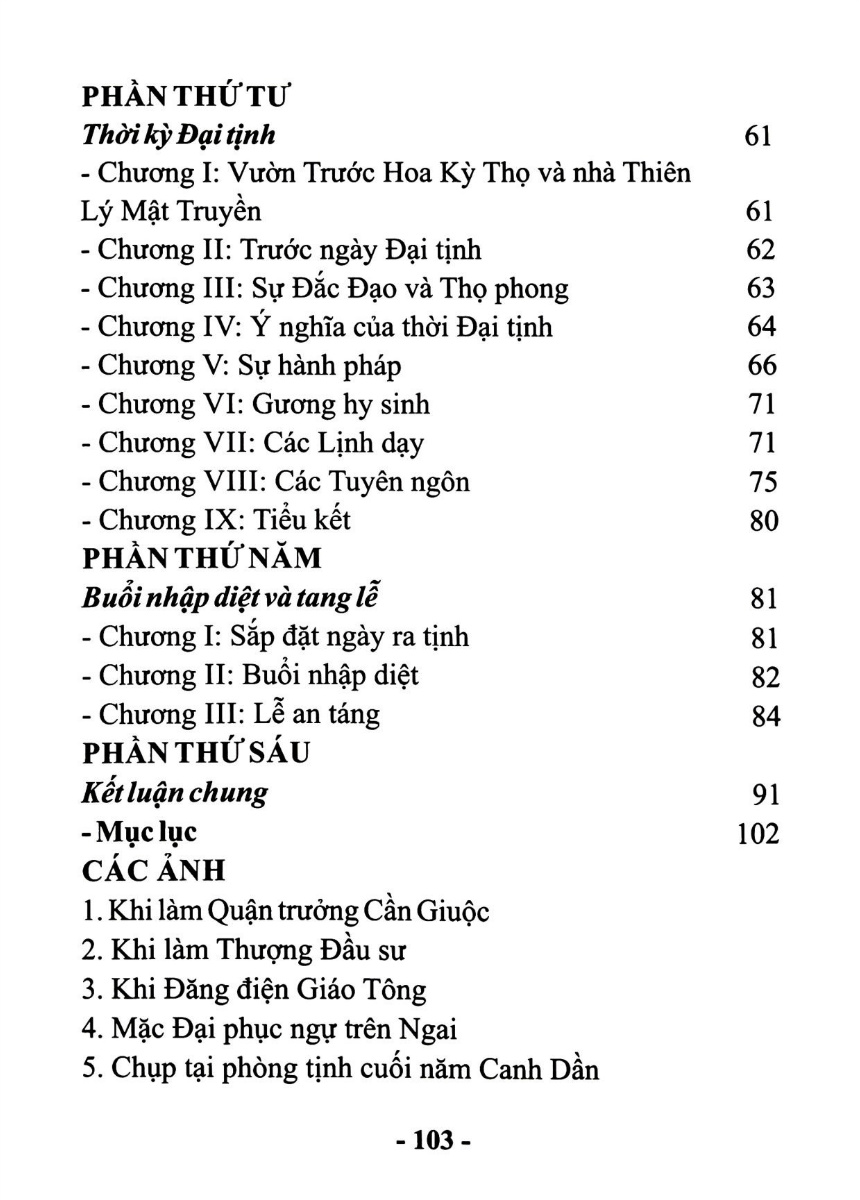 PHẦN THỨ TƯ
Thời kỳ Đại tịnh 61
- Chương I: Vườn Trước Hoa Kỳ Thọ và nhà Thiên
Lý Mật Truyền 61
- Chương II: Trước ngày Đại tịnh 62
- Chương III: Sự Đắc Đạo và Thọ phong 63
- Chương IV: Ý nghĩa của thời Đại tịnh 64
- Chương V: Sự hành pháp 66
- Chương VI: Gương hy sinh 71
- Chương VII: Các Lịnh dạy 71
- Chương VIII: Các Tuyên ngôn 75
- Chương IX: Tiểu kết 80
PHẦN THỨ NĂM
Buổi nhập diệt và tang lễ 81
- Chương I: Sắp đặt ngày ra tịnh 81
- Chương II: Buổi nhập diệt 82
- Chương III: Lễ an táng 84
PHẦN THỨ SÁU
Kết luận chung 91
- Mục lục 102
CÁC ẢNH
1. Khi làm Quận trưởng Cần Giuộc
2. Khi làm Thượng Đầu sư
3. Khi Đăng điện Giáo Tông
4. Mặc Đại phục ngự trên Ngai
5. Chụp tại phòng tịnh cuối năm Canh Dần
- 103 -